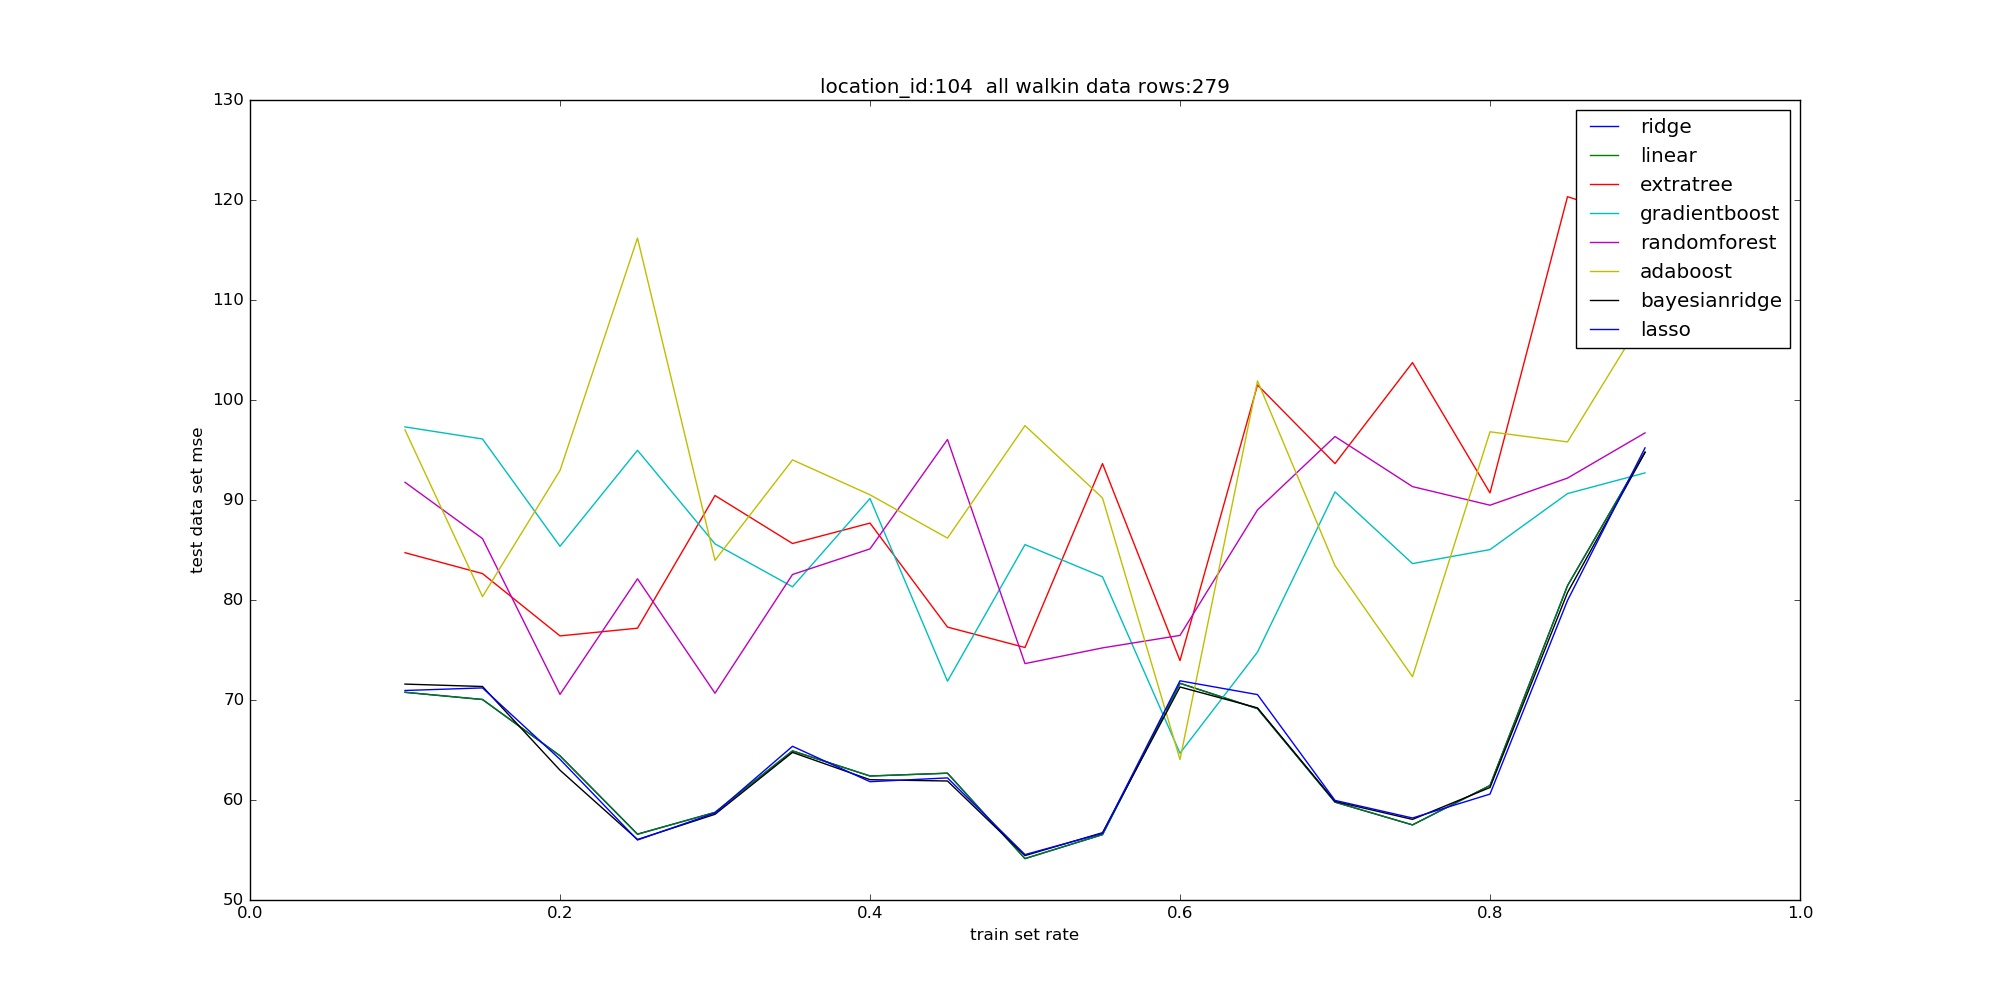 location_id:104  all walkin data rows:279
130
120
110
100
90
80
70
60
50
test data set mse
0.0
0.2
0.4
0.6
0.8
1.0
train set rate
ridge
linear
extratree
gradientboost
randomforest
adaboost
bayesianridge
lasso